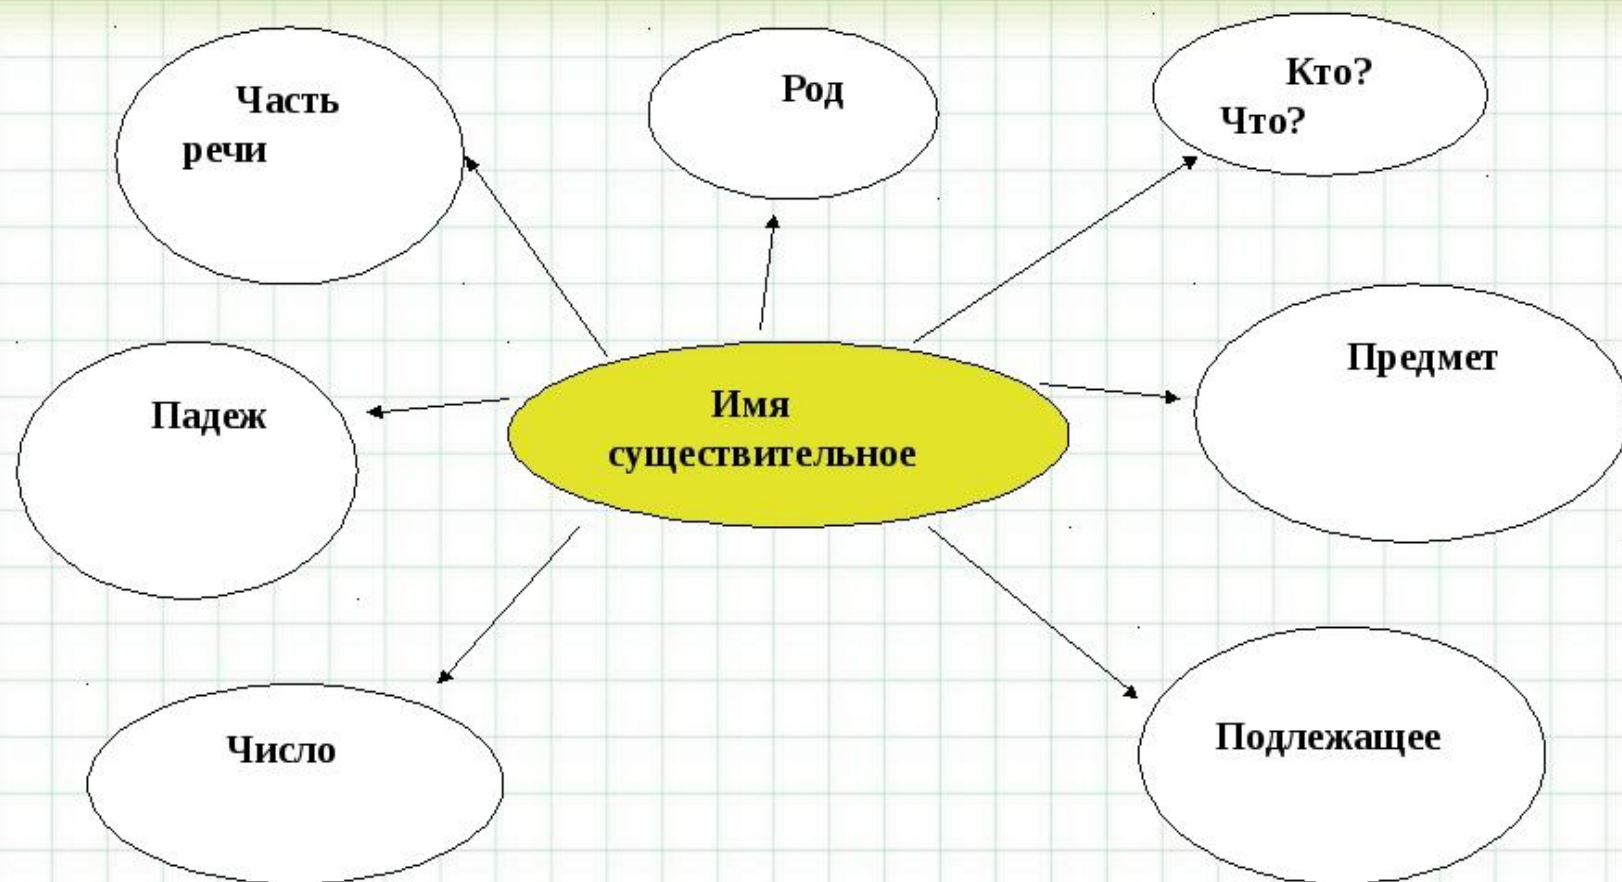 Часть
речи
Род
Кто?
Что?
Падеж
Имя
существительное
Предмет
Число
Подлежащее